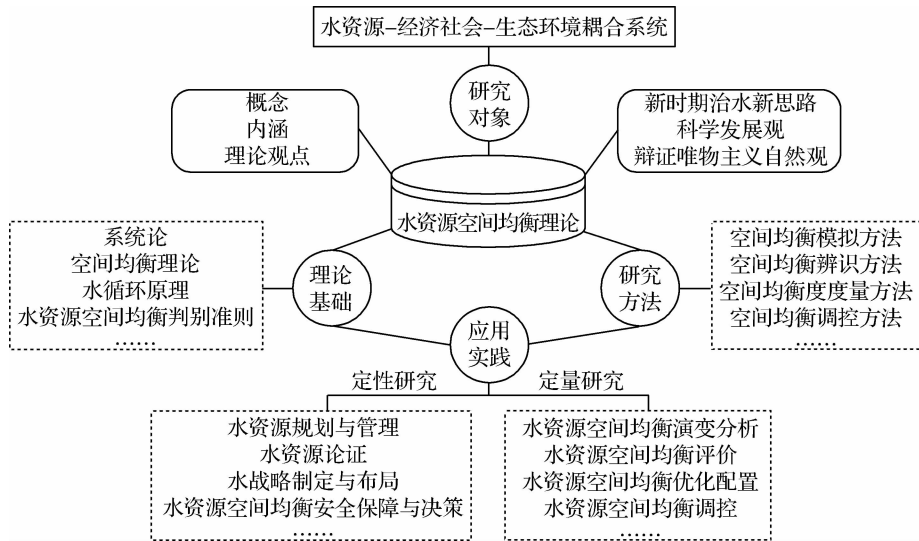 水资源–经济社会–生态环境耦合系统
研究
对象
概念
内涵
理论观点
新时期治水新思路
科学发展观
辩证唯物主义自然观
水资源空间均衡理论
系统论
空间均衡理论
水循环原理
水资源空间均衡判别准则
……
理论
基础
研究
方法
空间均衡模拟方法
空间均衡辨识方法
空间均衡度度量方法
空间均衡调控方法
……
应用
实践
定性研究
定量研究
水资源规划与管理
水资源论证
水战略制定与布局
水资源空间均衡安全保障与决策
……
水资源空间均衡演变分析
水资源空间均衡评价
水资源空间均衡优化配置
水资源空间均衡调控
……